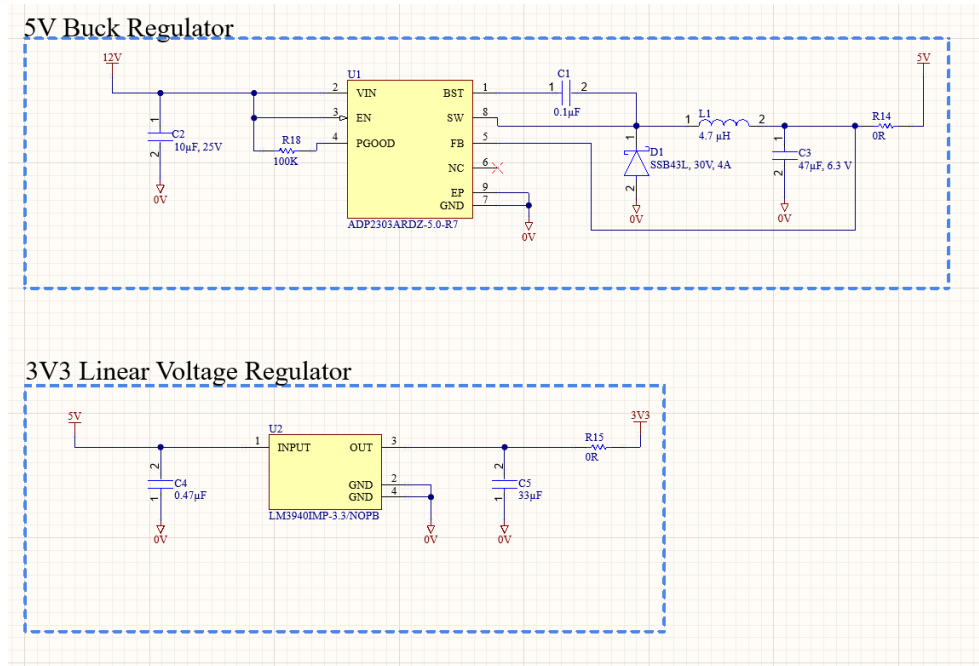 5V Buck Regulator
12V
5V
U1
C1
2 VIN BST 1
1 2
0.1µF
3 EN SW 8
L1
1 2
4.7 µH
R14
0R
4 PGOOD FB 5
R18
100K
1
C2
10µF, 25V
2
0V
NC 6
EP 9
GND 7
ADP2303ARDZ-5.0-R7
0V
1
D1
SSB43L, 30V, 4A
2
0V
1
C3
47µF, 6.3 V
2
0V
3V3 Linear Voltage Regulator
5V
3V3
U2
1 INPUT OUT 3
R15
0R
2
C4
0.47µF
1
0V
GND 2
GND 4
LM3940IMP-3.3/NOPB
0V
2
C5
33µF
1
0V